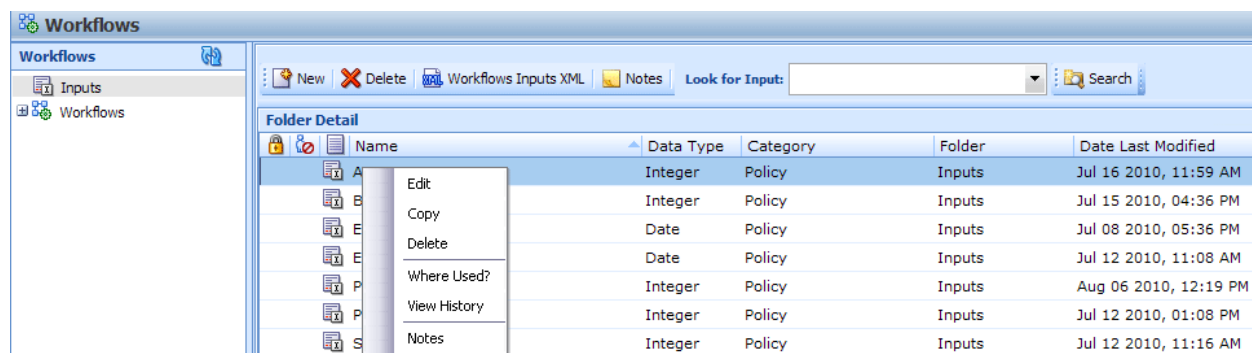 Workflows
Workflows
Inputs
Workflows
New Delete Workflows Inputs XML Notes Look for Input: Search
Folder Detail
Name Data Type Category Folder Date Last Modified
A Integer Policy Inputs Jul 16 2010, 11:59 AM
B Integer Policy Inputs Jul 15 2010, 04:36 PM
E Date Policy Inputs Jul 08 2010, 05:36 PM
E Date Policy Inputs Jul 12 2010, 11:08 AM
P Integer Policy Inputs Aug 06 2010, 12:19 PM
P Integer Policy Inputs Jul 12 2010, 01:08 PM
S Integer Policy Inputs Jul 12 2010, 11:16 AM
Edit
Copy
Delete
Where Used?
View History
Notes